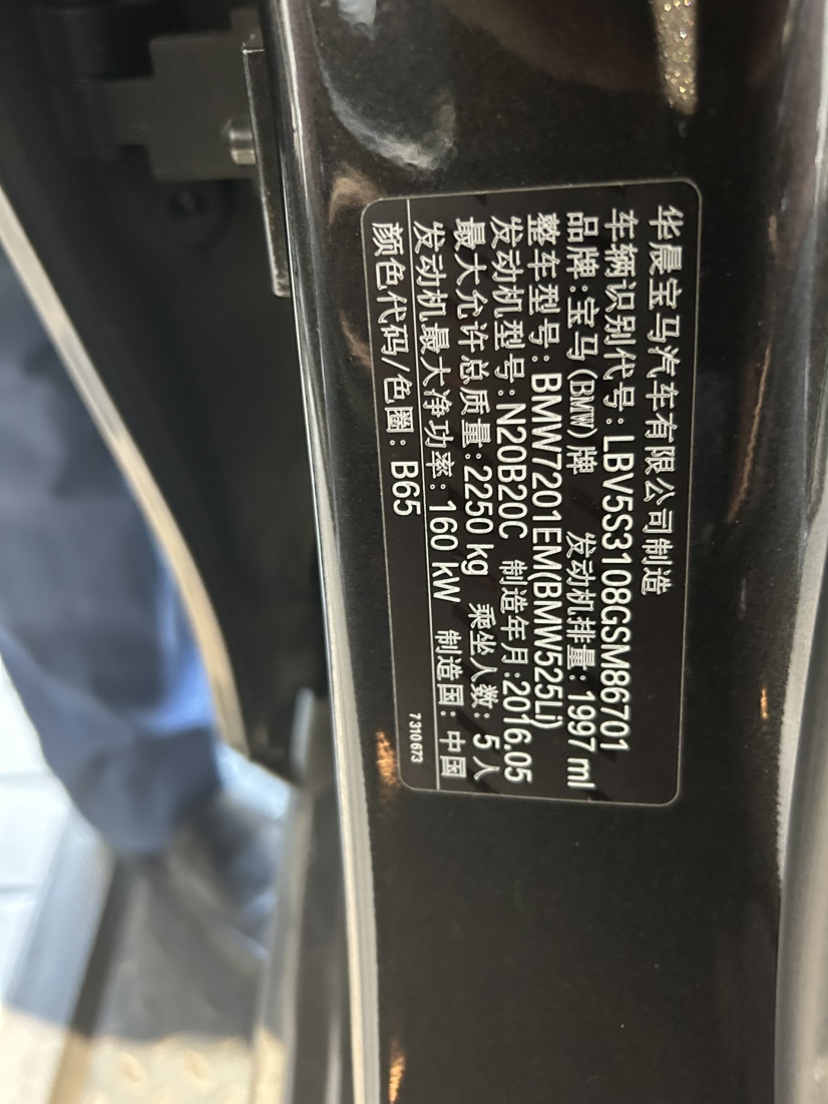 华晨宝马汽车有限公司制造
车辆识别代号:LBV5S3108GSM86701
品牌:宝马(BMW)牌 发动机排量:1997 ml
整车型号:BMW7201EM(BMW525Li)
发动机型号:N20B20C 制造年月:2016.05
最大允许总质量:2250 kg 乘坐人数:5人
发动机最大净功率:160 kW 制造国:中国
颜色代码/色圈:B65
7 310 673